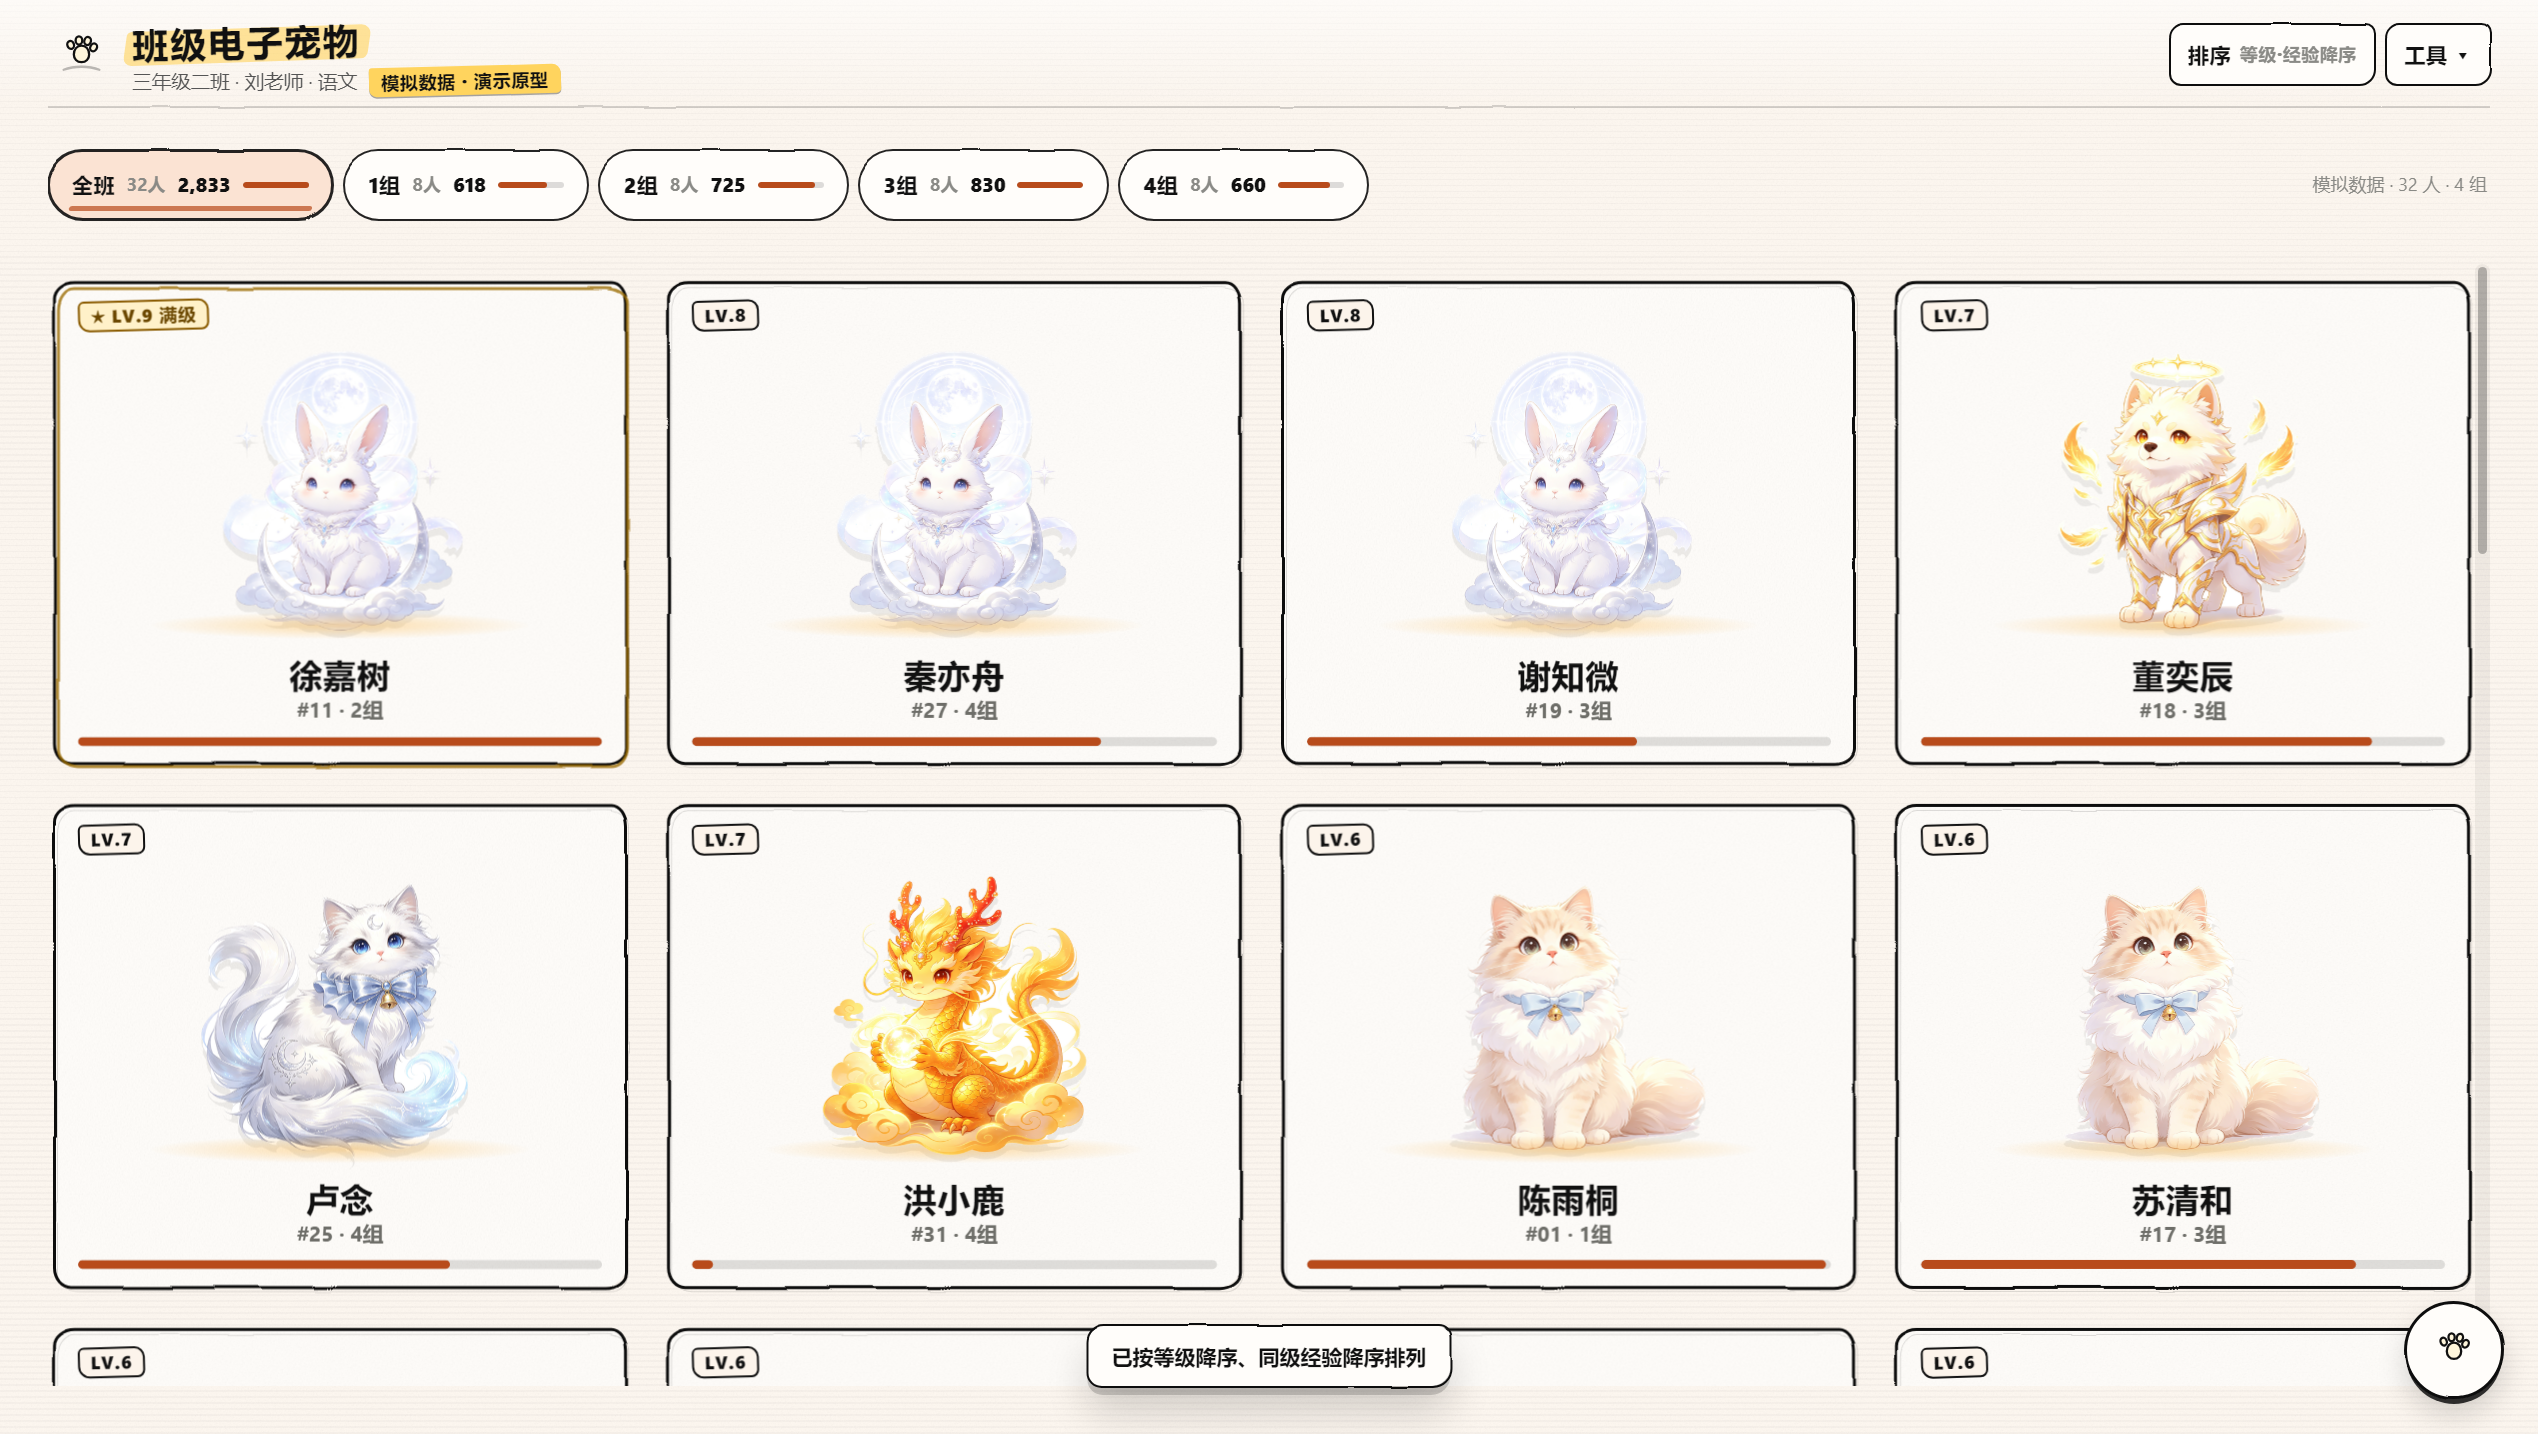 班级电子宠物
三年级二班 · 刘老师 · 语文 模拟数据 · 演示原型
排序 等级·经验降序 工具 ▾
全班 32人 2,833
1组 8人 618
2组 8人 725
3组 8人 830
4组 8人 660
模拟数据 · 32 人 · 4 组
★ LV.9 满级
徐嘉树
#11 · 2组
LV.8
秦亦舟
#27 · 4组
LV.8
谢知微
#19 · 3组
LV.7
董奕辰
#18 · 3组
LV.7
卢念
#25 · 4组
LV.7
洪小鹿
#31 · 4组
LV.6
陈雨桐
#01 · 1组
LV.6
苏清和
#17 · 3组
LV.6
LV.6
LV.6
已按等级降序、同级经验降序排列